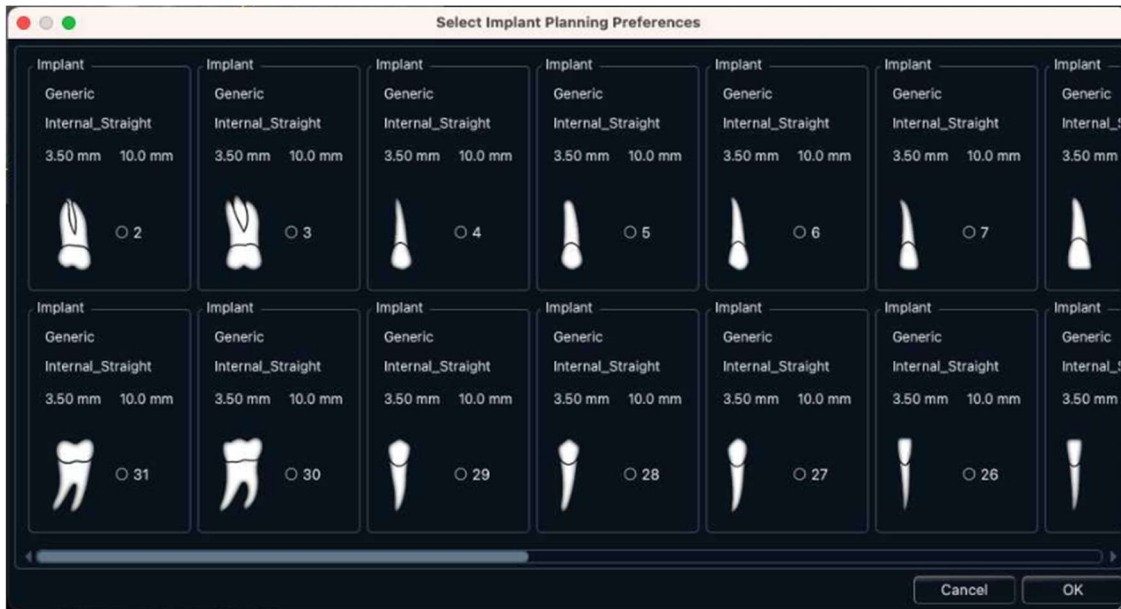 Select Implant Planning Preferences
Implant Implant Implant Implant Implant Implant Implant
Generic Generic Generic Generic Generic Generic Generic
Internal_Straight Internal_Straight Internal_Straight Internal_Straight Internal_Straight Internal_Straight
3.50 mm 10.0 mm 3.50 mm 10.0 mm 3.50 mm 10.0 mm 3.50 mm 10.0 mm 3.50 mm 10.0 mm 3.50 mm 10.0 mm 3.50 mm
2 3 4 5 6 7
Implant Implant Implant Implant Implant Implant Implant
Generic Generic Generic Generic Generic Generic Generic
Internal_Straight Internal_Straight Internal_Straight Internal_Straight Internal_Straight Internal_Straight
3.50 mm 10.0 mm 3.50 mm 10.0 mm 3.50 mm 10.0 mm 3.50 mm 10.0 mm 3.50 mm 10.0 mm 3.50 mm 10.0 mm 3.50 mm
31 30 29 28 27 26
Cancel OK